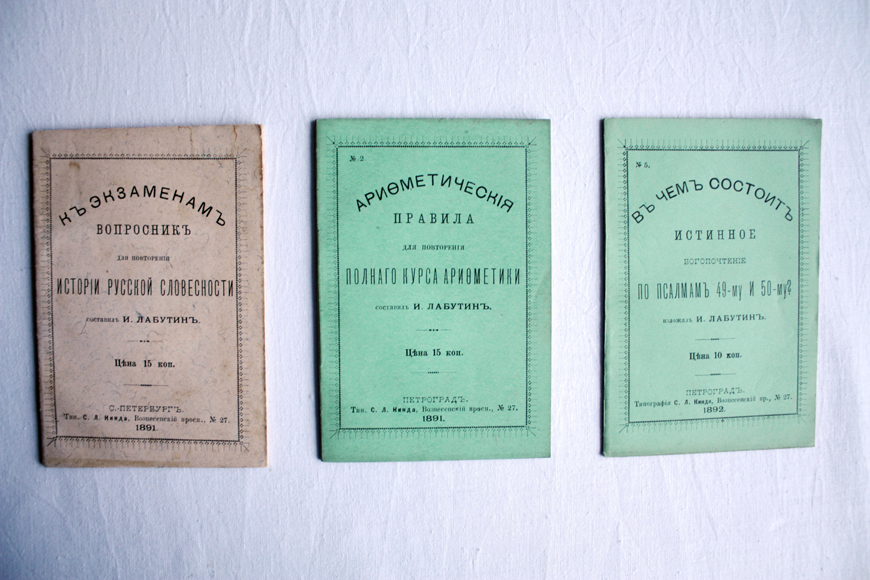 КЪ ЭКЗАМЕНАМЪ
ВОПРОСНИКЪ
для повторенія
ИСТОРІИ РУССКОЙ СЛОВЕСНОСТИ
составилъ И. ЛАБУТИНЪ.
Цѣна 15 коп.
С.-ПЕТЕРБУРГЪ.
Тип. С. Л. Кинда, Вознесенскій просп., № 27.
1891.
№ 2.
АРИѲМЕТИЧЕСКІЯ
ПРАВИЛА
для повторенія
ПОЛНАГО КУРСА АРИѲМЕТИКИ
составилъ И. ЛАБУТИНЪ.
Цѣна 15 коп.
ПЕТРОГРАДЪ.
Тип. С. Л. Кинда, Вознесенскій просп., № 27.
1891.
№ 5.
ВЪ ЧЕМЪ СОСТОИТЪ
ИСТИННОЕ
БОГОПОЧТЕНІЕ
ПО ПСАЛМАМЪ 49-му И 50-му?
изложилъ И. ЛАБУТИНЪ.
Цѣна 10 коп.
ПЕТРОГРАДЪ.
Типографія С. Л. Кинда, Вознесенскій пр., № 27.
1892.